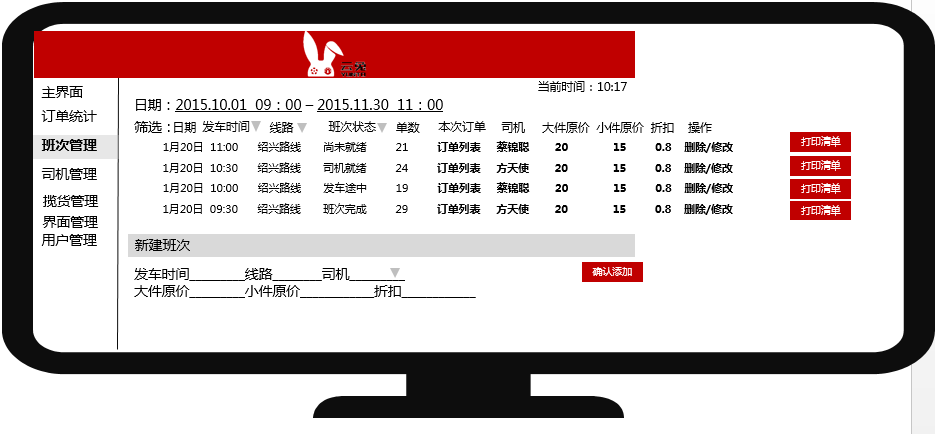 当前时间：10:17
主界面
订单统计
班次管理
司机管理
揽货管理
界面管理
用户管理
日期：2015.10.01 09：00 – 2015.11.30 11：00
筛选：日期 发车时间 线路 班次状态 单数 本次订单 司机 大件原价 小件原价 折扣 操作
1月20日 11:00 绍兴路线 尚未就绪 21 订单列表 蔡锦聪 20 15 0.8 删除/修改 打印清单
1月20日 10:30 绍兴路线 司机就绪 24 订单列表 方天使 20 15 0.8 删除/修改 打印清单
1月20日 10:00 绍兴路线 发车途中 19 订单列表 蔡锦聪 20 15 0.8 删除/修改 打印清单
1月20日 09:30 绍兴路线 班次完成 29 订单列表 方天使 20 15 0.8 删除/修改 打印清单
新建班次
发车时间________线路_______司机________ 确认添加
大件原价________小件原价__________折扣__________